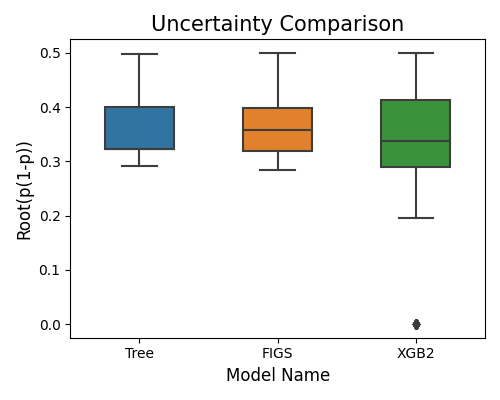 Uncertainty Comparison
Root(p(1-p))
0.5
0.4
0.3
0.2
0.1
0.0
Tree
FIGS
XGB2
Model Name